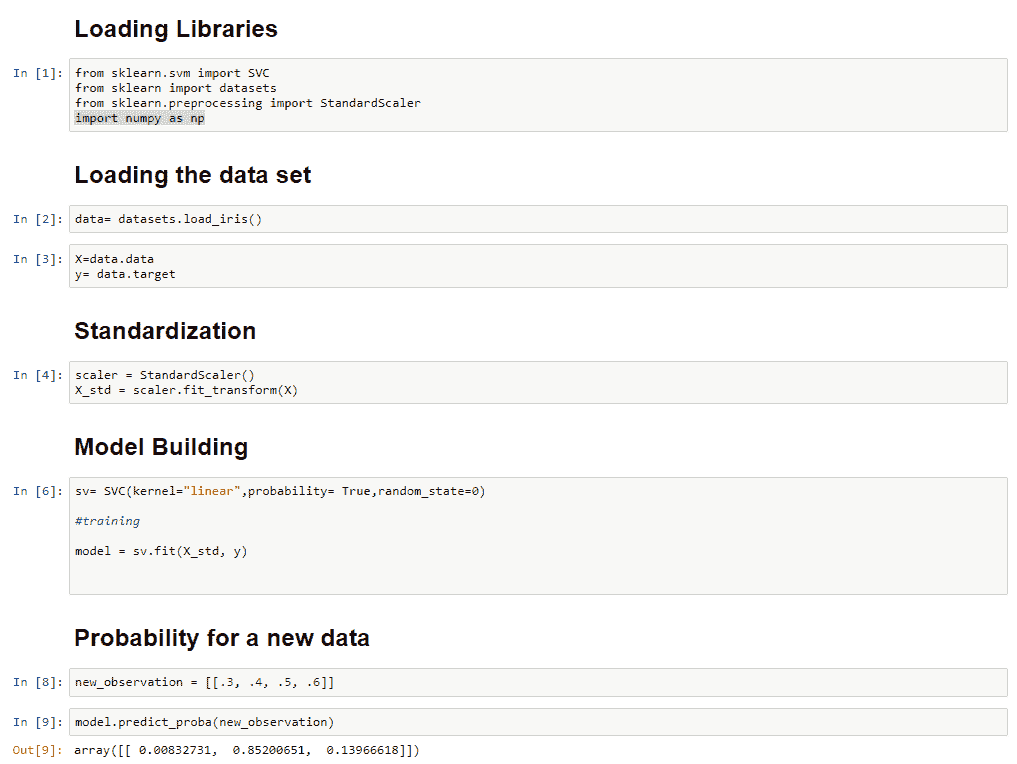 Loading Libraries
In [1]: from sklearn.svm import SVC
from sklearn import datasets
from sklearn.preprocessing import StandardScaler
import numpy as np
Loading the data set
In [2]: data= datasets.load_iris()
In [3]: X=data.data
y= data.target
Standardization
In [4]: scaler = StandardScaler()
X_std = scaler.fit_transform(X)
Model Building
In [6]: sv= SVC(kernel="linear",probability= True,random_state=0)
#training
model = sv.fit(X_std, y)
Probability for a new data
In [8]: new_observation = [[.3, .4, .5, .6]]
In [9]: model.predict_proba(new_observation)
Out[9]: array([[ 0.00832731,  0.85200651,  0.13966618]])